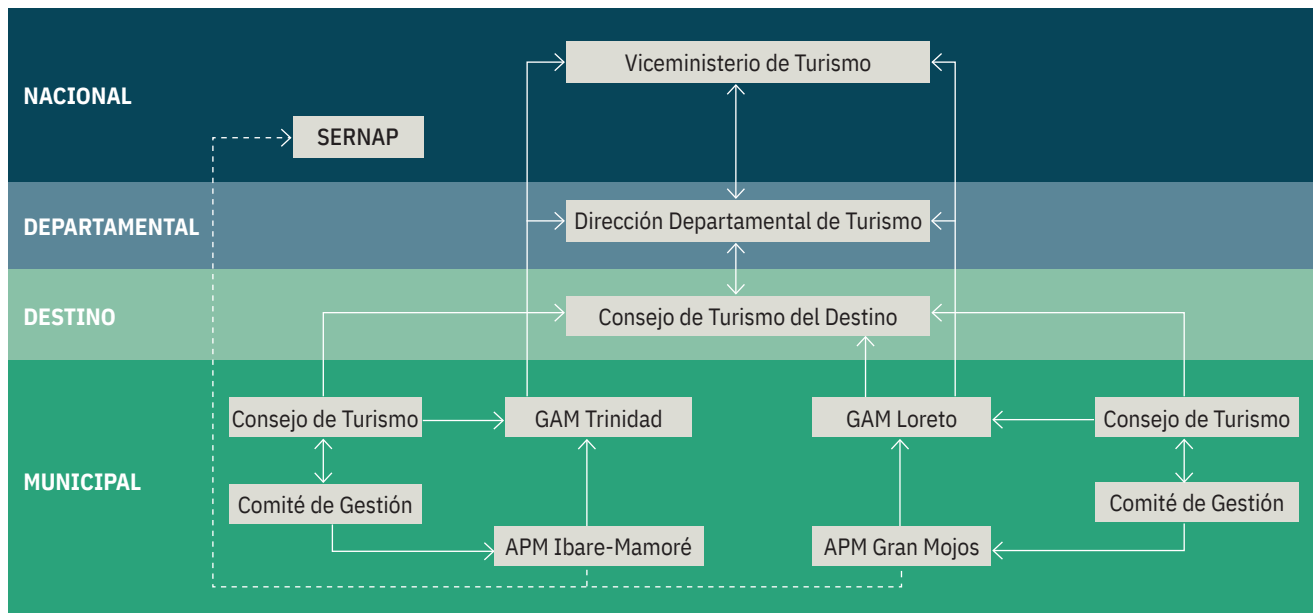 Viceministerio de Turismo
NACIONAL
SERNAP
DEPARTAMENTAL
Dirección Departamental de Turismo
DESTINO
Consejo de Turismo del Destino
Consejo de Turismo
GAM Trinidad
GAM Loreto
Consejo de Turismo
MUNICIPAL
Comité de Gestión
Comité de Gestión
APM Ibare-Mamoré
APM Gran Mojos